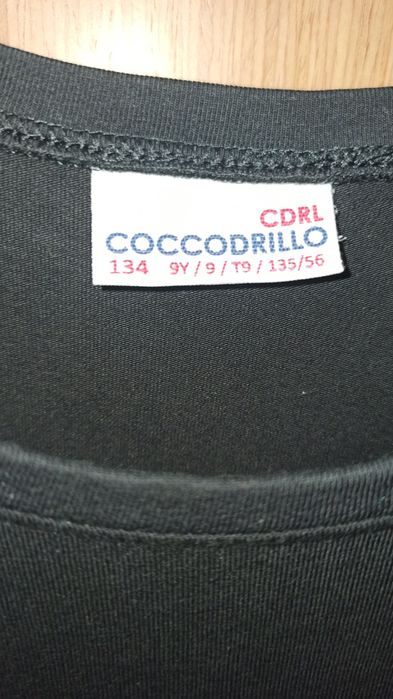 CDRL
COCCODRILLO
134 9Y / 9 / T9 / 135/56